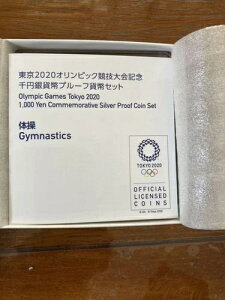 東京2020オリンピック競技大会記念
千円銀貨幣プルーフ貨幣セット
Olympic Games Tokyo 2020
1,000 Yen Commemorative Silver Proof Coin Set
体操
Gymnastics
TOKYO 2020
OFFICIAL
LICENSED
COINS